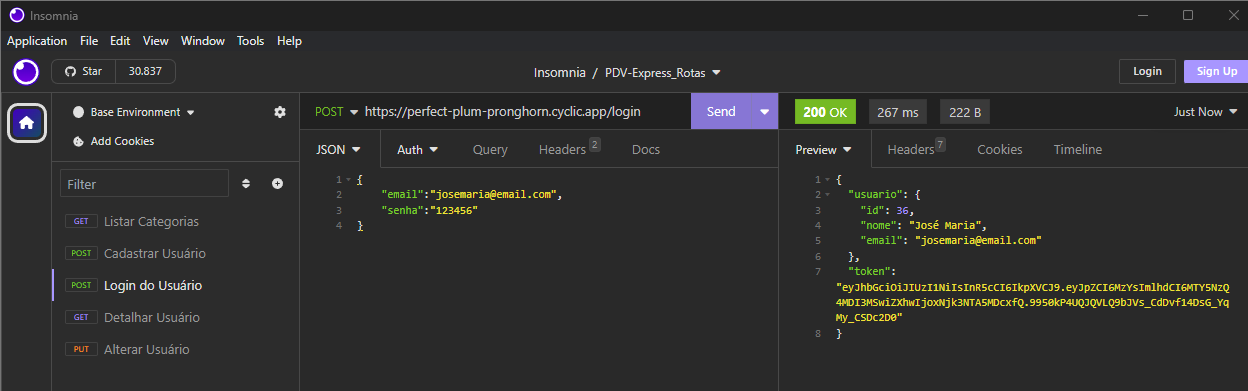 Insomnia
Application File Edit View Window Tools Help
Star 30.837
Insomnia / PDV-Express_Rotas
Login Sign Up
Base Environment
Add Cookies
Filter
GET Listar Categorias
POST Cadastrar Usuário
POST Login do Usuário
GET Detalhar Usuário
PUT Alterar Usuário
POST https://perfect-plum-pronghorn.cyclic.app/login Send
JSON Auth Query Headers 2 Docs
1 {
2 "email":"josemaria@email.com",
3 "senha":"123456"
4 }
200 OK 267 ms 222 B Just Now
Preview Headers 7 Cookies Timeline
1 {
2 "usuario": {
3 "id": 36,
4 "nome": "José Maria",
5 "email": "josemaria@email.com"
6 },
7 "token":
"eyJhbGciOiJIUzI1NiIsInR5cCI6IkpXVCJ9.eyJpZCI6MzYsImlhdCI6MTY5NzQ
4MDI3MSwiZXhwIjoxNjk3NTA5MDcxfQ.9950kP4UQJQVLQ9bJVs_CdDvf14DsG_Yq
My_CSDc2D0"
8 }